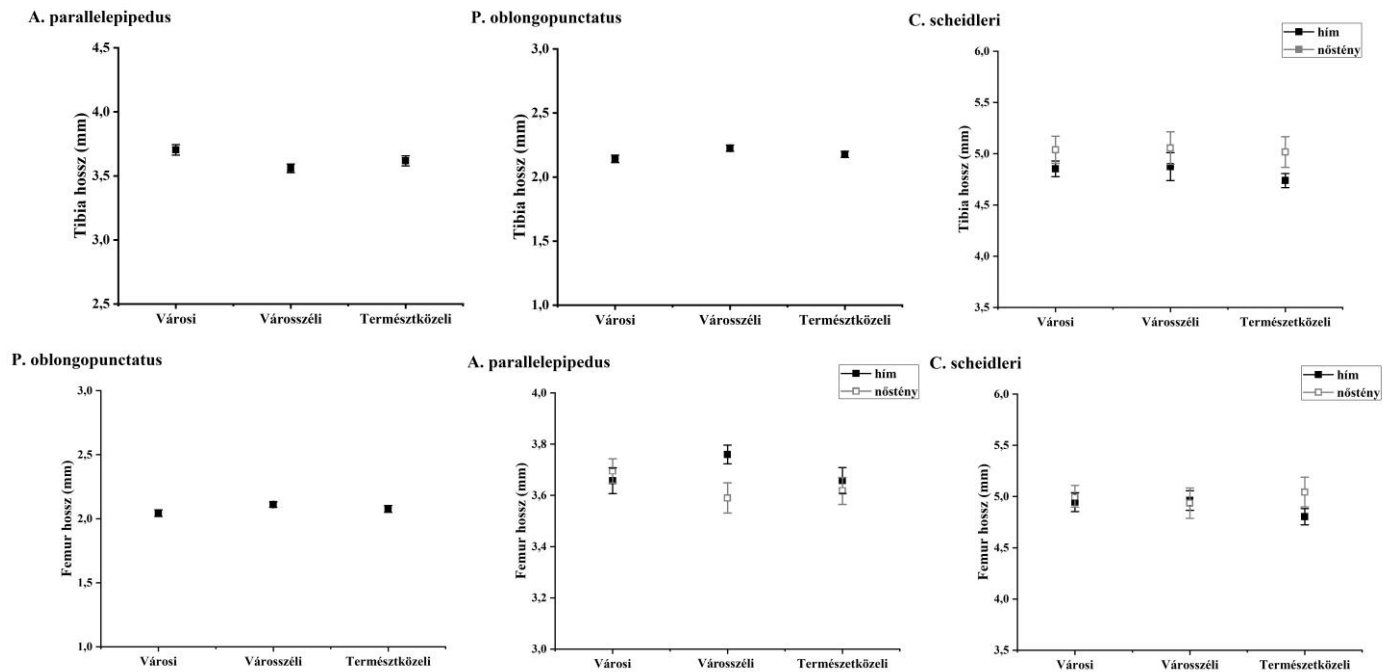 A. parallelepipedus
4,5
4,0
3,5
3,0
2,5
Tibia hossz (mm)
Városi
Városszéli
Természtközeli
P. oblongopunctatus
3,0
2,5
2,0
1,5
1,0
Tibia hossz (mm)
Városi
Városszéli
Természtközeli
C. scheidleri
hím
nőstény
6,0
5,5
5,0
4,5
4,0
3,5
Tibia hossz (mm)
Városi
Városszéli
Természetközeli
P. oblongopunctatus
3,0
2,5
2,0
1,5
1,0
Femur hossz (mm)
Városi
Városszéli
Természtközeli
A. parallelepipedus
hím
nőstény
4,0
3,8
3,6
3,4
3,2
3,0
Femur hossz (mm)
Városi
Városszéli
Természetközeli
C. scheidleri
hím
nőstény
6,0
5,5
5,0
4,5
4,0
3,5
Femur hossz (mm)
Városi
Városszéli
Természetközeli